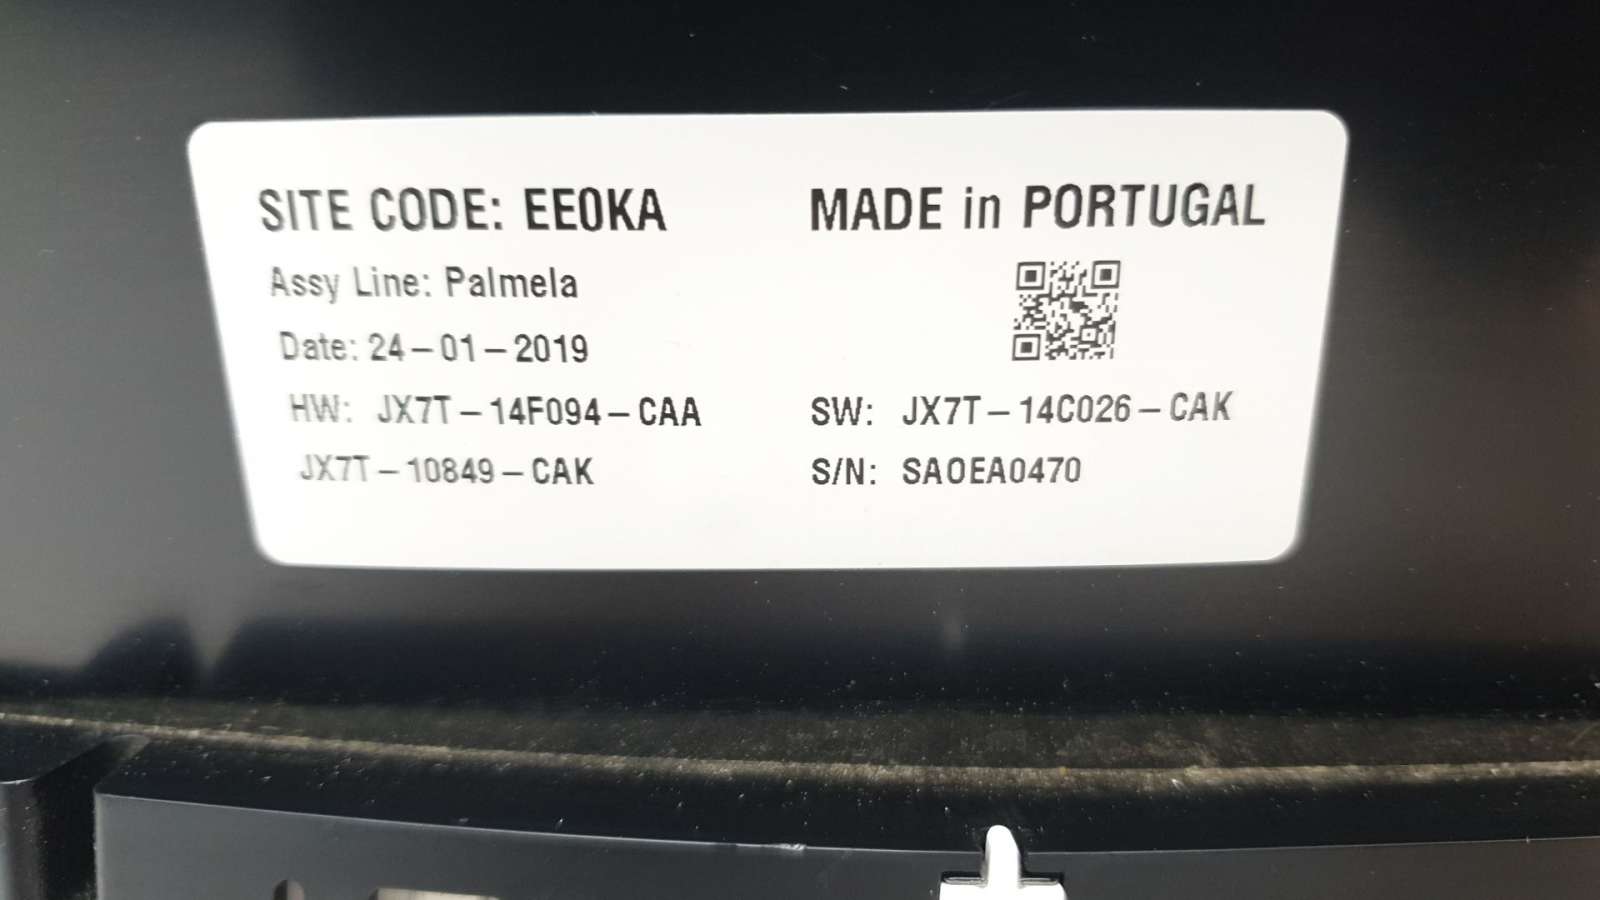 SITE CODE: EE0KA MADE in PORTUGAL
Assy Line: Palmela
Date: 24-01-2019
HW: JX7T-14F094-CAA SW: JX7T-14C026-CAK
JX7T-10849-CAK S/N: SA0EA0470